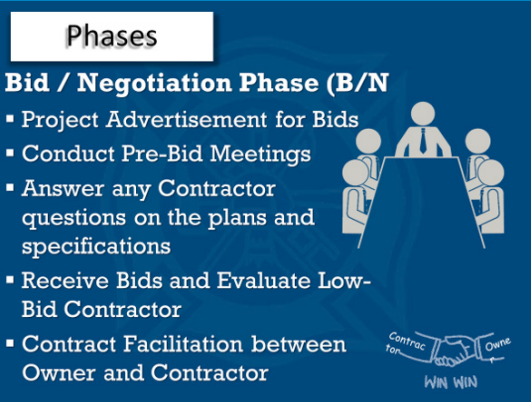 Phases
Bid / Negotiation Phase (B/N
▪ Project Advertisement for Bids
▪ Conduct Pre-Bid Meetings
▪ Answer any Contractor
questions on the plans and
specifications
▪ Receive Bids and Evaluate Low-
Bid Contractor
▪ Contract Facilitation between
Owner and Contractor
Contrac
tor
Owne
WIN WIN